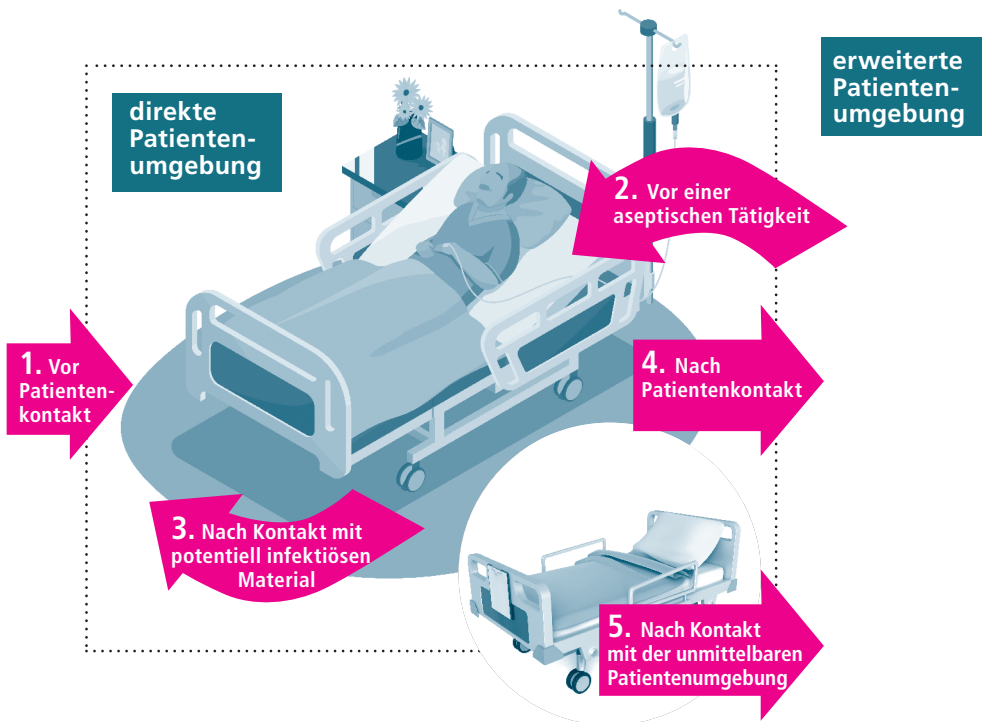 direkte
Patienten-
umgebung
erweiterte
Patienten-
umgebung
1. Vor
Patienten-
kontakt
2. Vor einer
aseptischen Tätigkeit
3. Nach Kontakt mit
potentiell infektiösen
Material
4. Nach
Patientenkontakt
5. Nach Kontakt
mit der unmittelbaren
Patientenumgebung